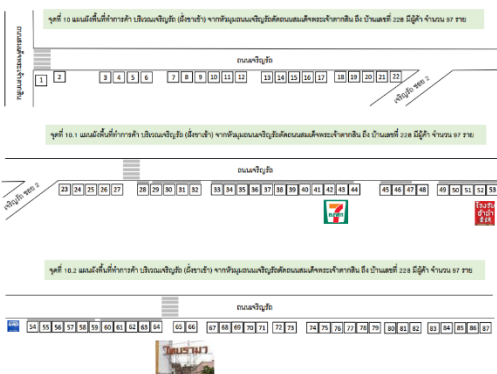 จุดที่ 10 แผนผังพื้นที่ทำการค้า บริเวณเจริญรัถ (ฝั่งขาเข้า) จากหัวมุมถนนเจริญรัถตัดถนนสมเด็จพระเจ้าตากสิน ถึง บ้านเลขที่ 228 มีผู้ค้า จำนวน 97 ราย
ถนนสมเด็จพระเจ้าตากสิน
ถนนเจริญรัถ
1 2 3 4 5 6 7 8 9 10 11 12 13 14 15 16 17 18 19 20 21 22
เจริญรัถ ซอย 2
จุดที่ 10.1 แผนผังพื้นที่ทำการค้า บริเวณเจริญรัถ (ฝั่งขาเข้า) จากหัวมุมถนนเจริญรัถตัดถนนสมเด็จพระเจ้าตากสิน ถึง บ้านเลขที่ 228 มีผู้ค้า จำนวน 97 ราย
ถนนเจริญรัถ
เจริญรัถ ซอย 2
23 24 25 26 27 28 29 30 31 32 33 34 35 36 37 38 39 40 41 42 43 44 45 46 47 48 49 50 51 52 53
7 ELEVEN
โรงรับจำนำ
จุดที่ 10.2 แผนผังพื้นที่ทำการค้า บริเวณเจริญรัถ (ฝั่งขาเข้า) จากหัวมุมถนนเจริญรัถตัดถนนสมเด็จพระเจ้าตากสิน ถึง บ้านเลขที่ 228 มีผู้ค้า จำนวน 97 ราย
ถนนเจริญรัถ
54 55 56 57 58 59 60 61 62 63 64 65 66 67 68 69 70 71 72 73 74 75 76 77 78 79 80 81 82 83 84 85 86 87